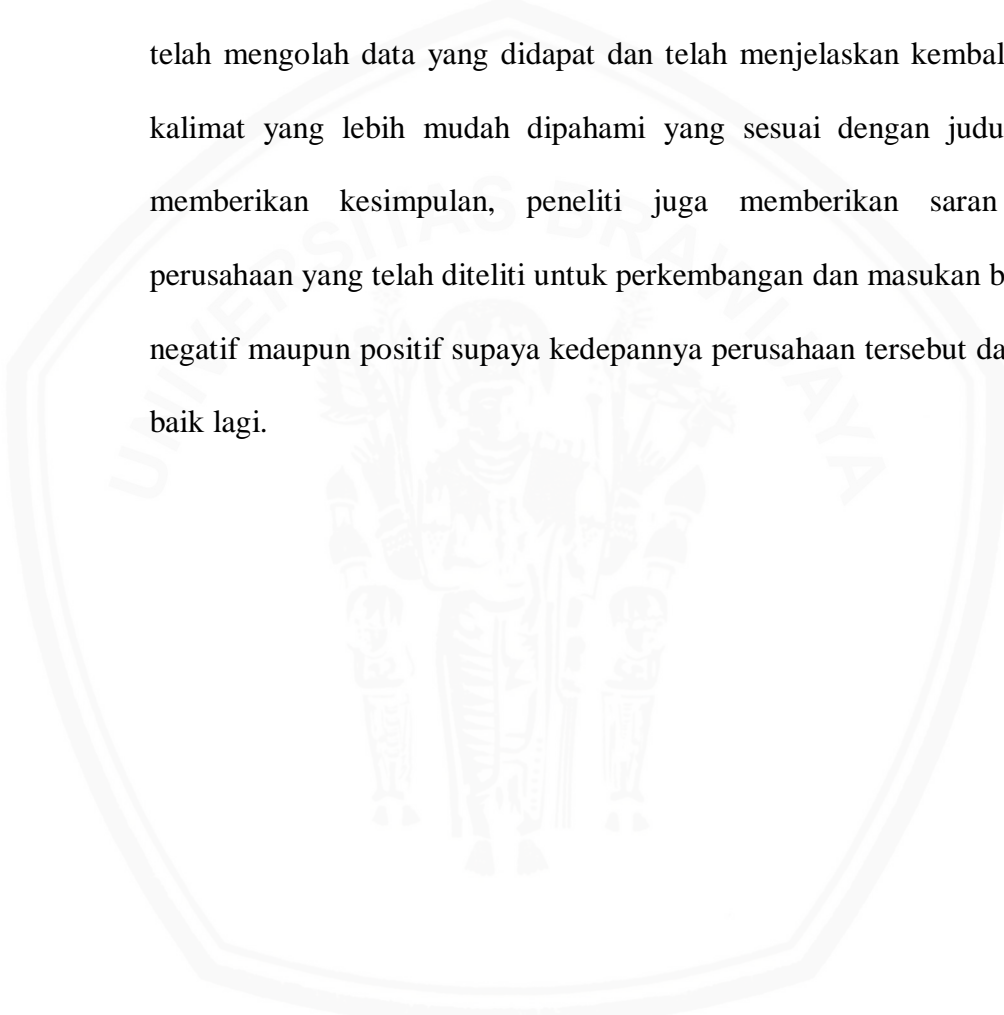 telah mengolah data yang didapat dan telah menjelaskan kembal
kalimat yang lebih mudah dipahami yang sesuai dengan judu
memberikan kesimpulan, peneliti juga memberikan saran
perusahaan yang telah diteliti untuk perkembangan dan masukan b
negatif maupun positif supaya kedepannya perusahaan tersebut da
baik lagi.
UNIVERSITAS BRAWIJAYA